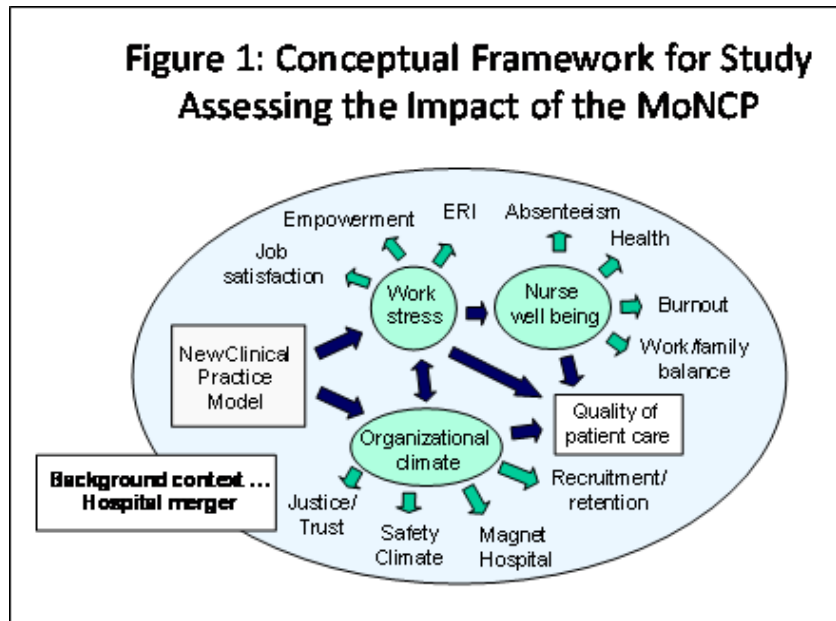 Figure 1: Conceptual Framework for Study
Assessing the Impact of the MoNCP
Empowerment
ERI
Absenteeism
Health
Job
satisfaction
Work
stress
Nurse
well being
Burnout
Work/family
balance
New Clinical
Practice
Model
Quality of
patient care
Organizational
climate
Background context ...
Hospital merger
Justice/
Trust
Safety
Climate
Magnet
Hospital
Recruitment/
retention